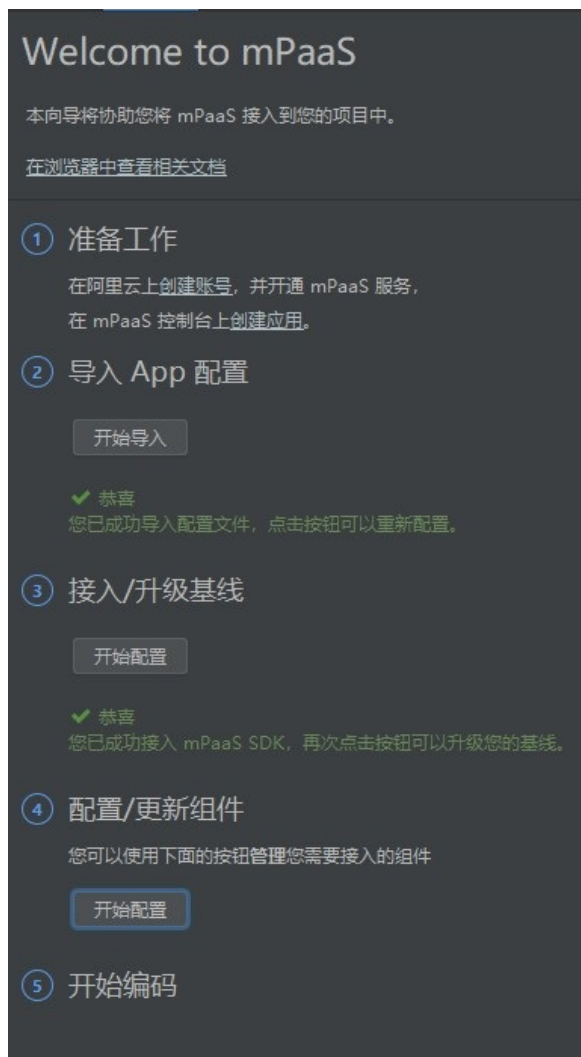 Welcome to mPaaS
本向导将协助您将 mPaaS 接入到您的项目中。
在浏览器中查看相关文档
1 准备工作
在阿里云上创建账号，并开通 mPaaS 服务，
在 mPaaS 控制台上创建应用。
2 导入 App 配置
开始导入
✔ 恭喜
您已成功导入配置文件，点击按钮可以重新配置。
3 接入/升级基线
开始配置
✔ 恭喜
您已成功接入 mPaaS SDK，再次点击按钮可以升级您的基线。
4 配置/更新组件
您可以使用下面的按钮管理您需要接入的组件
开始配置
5 开始编码